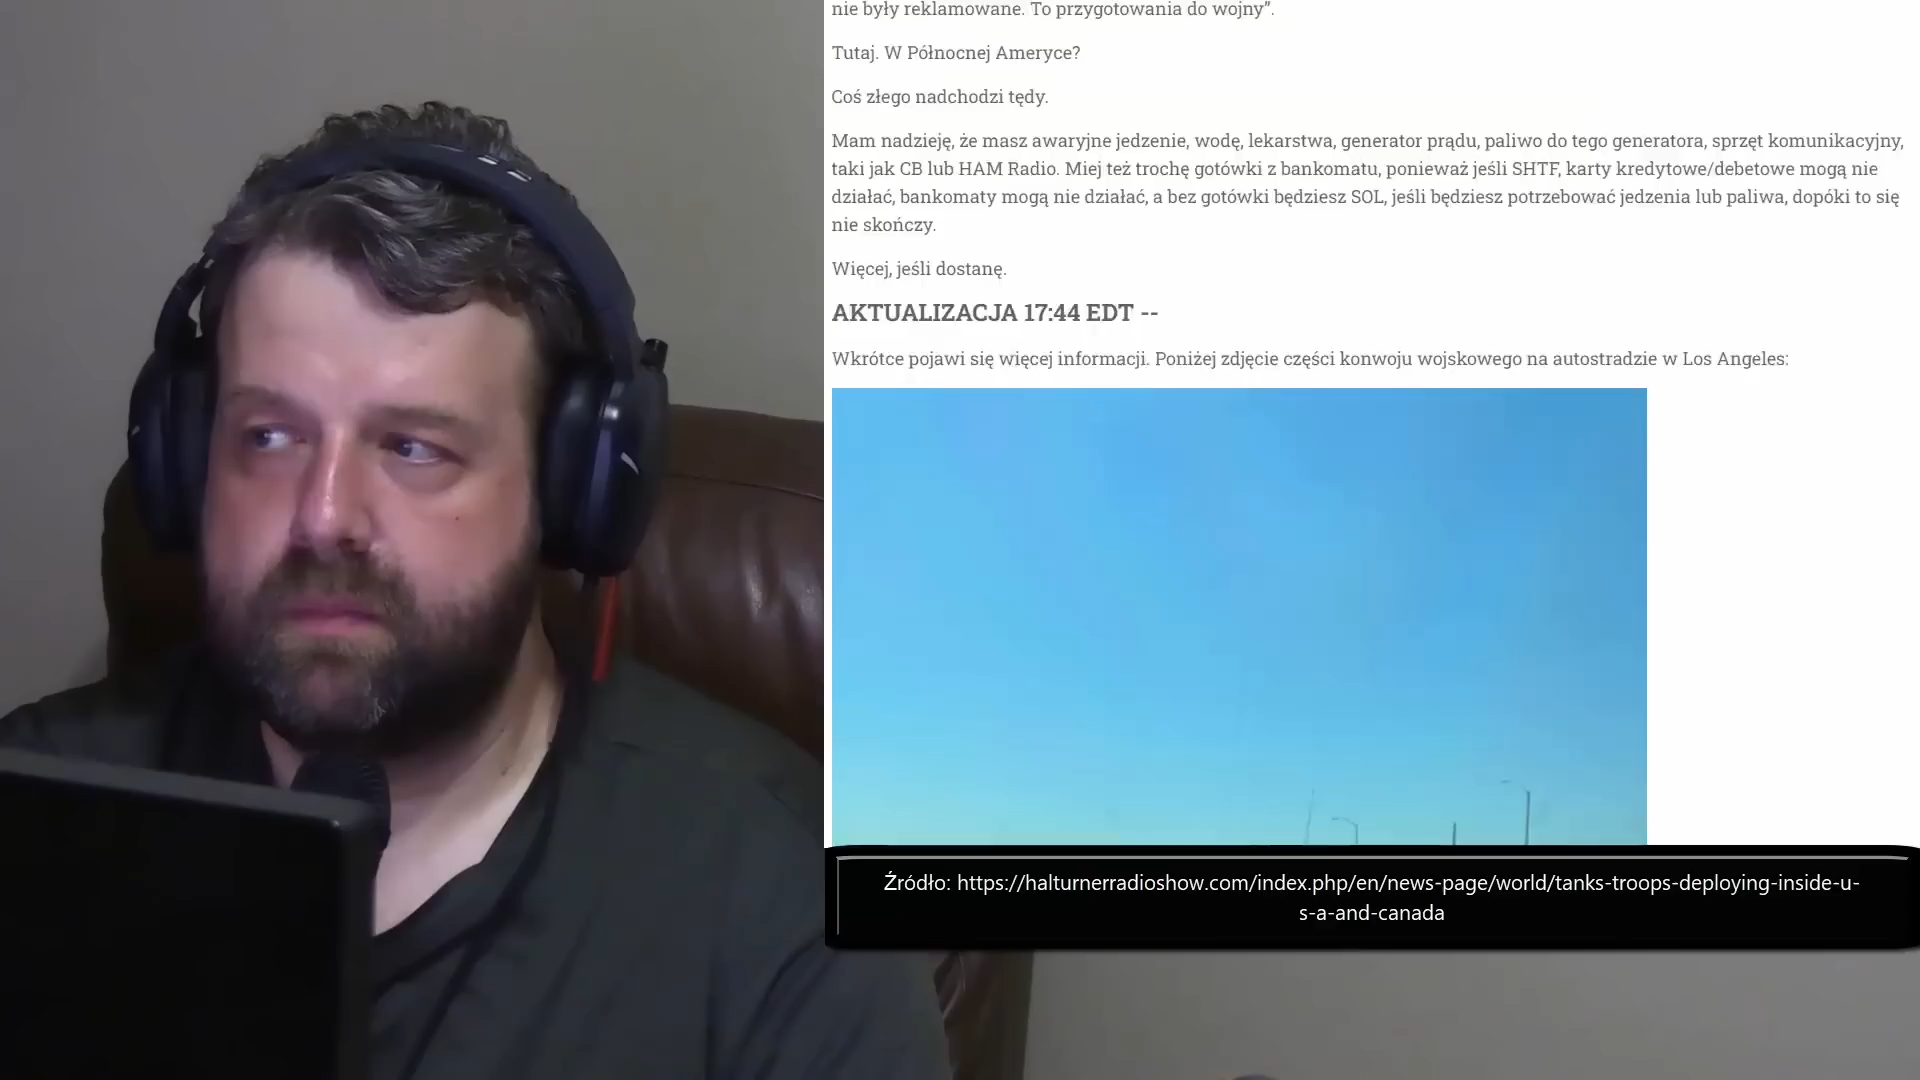 nie były reklamowane. To przygotowania do wojny”.
Tutaj. W Północnej Ameryce?
Coś złego nadchodzi tędy.
Mam nadzieję, że masz awaryjne jedzenie, wodę, lekarstwa, generator prądu, paliwo do tego generatora, sprzęt komunikacyjny,
taki jak CB lub HAM Radio. Miej też trochę gotówki z bankomatu, ponieważ jeśli SHTF, karty kredytowe/debetowe mogą nie
działać, bankomaty mogą nie działać, a bez gotówki będziesz SOL, jeśli będziesz potrzebować jedzenia lub paliwa, dopóki to się
nie skończy.
Więcej, jeśli dostanę.
AKTUALIZACJA 17:44 EDT --
Wkrótce pojawi się więcej informacji. Poniżej zdjęcie części konwoju wojskowego na autostradzie w Los Angeles:
Źródło: https://halturnerradioshow.com/index.php/en/news-page/world/tanks-troops-deploying-inside-u-
s-a-and-canada